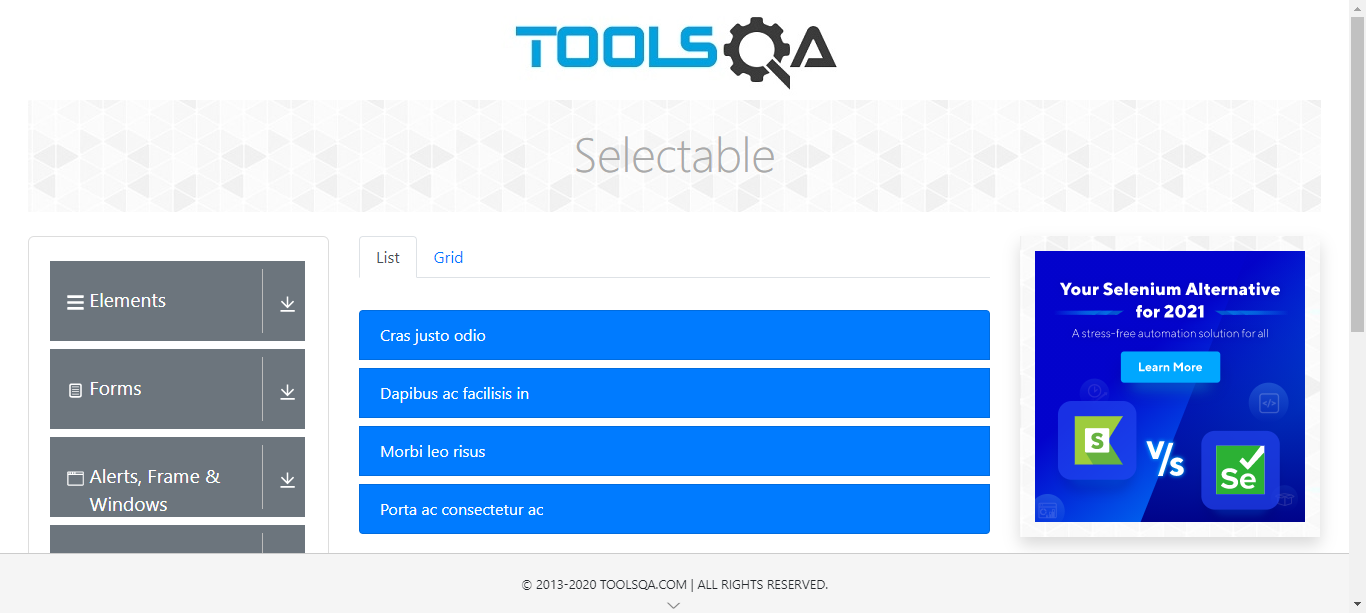 TOOLSQA
Selectable
Elements
Forms
Alerts, Frame &
Windows
List
Grid
Cras justo odio
Dapibus ac facilisis in
Morbi leo risus
Porta ac consectetur ac
Your Selenium Alternative
for 2021
A stress-free automation solution for all
Learn More
S
V/s
Se
© 2013-2020 TOOLSQA.COM | ALL RIGHTS RESERVED.